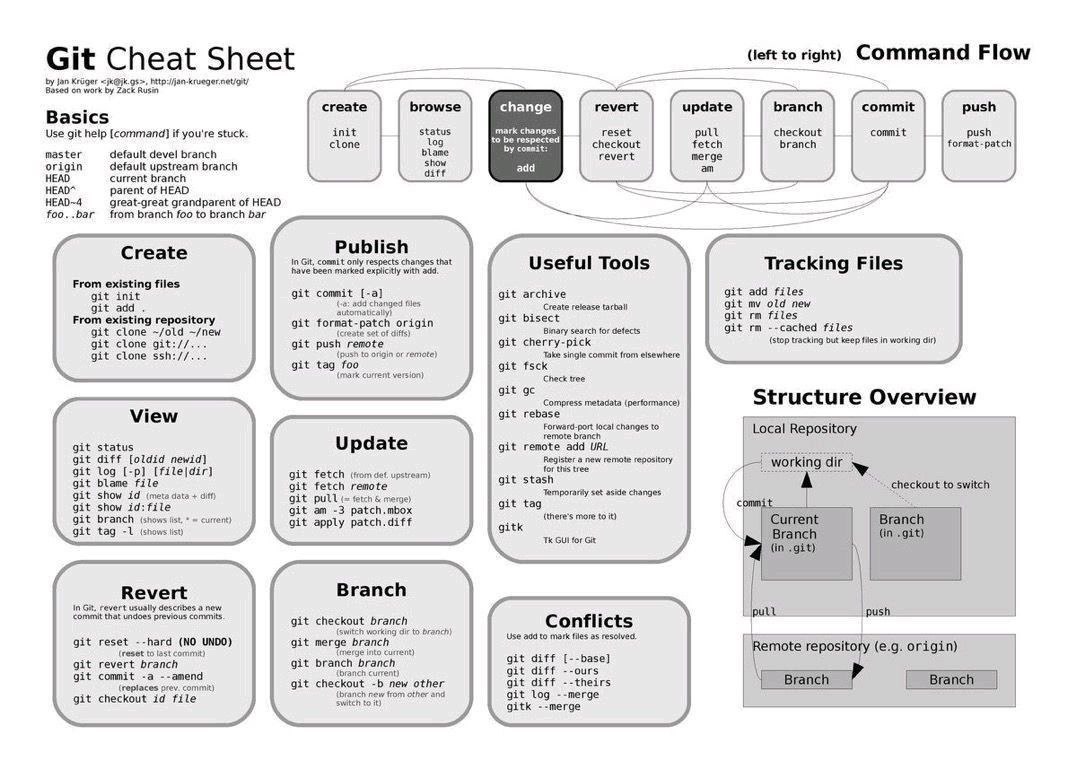 Git Cheat Sheet
by Jan Krüger <jk@jk.gs>, http://jan-krueger.net/git/
Based on work by Zack Rusin
Basics
Use git help [command] if you're stuck.
master default devel branch
origin default upstream branch
HEAD current branch
HEAD^ parent of HEAD
HEAD~4 great-great grandparent of HEAD
foo..bar from branch foo to branch bar
(left to right) Command Flow
create
init
clone
browse
status
log
blame
show
diff
change
mark changes
to be respected
by commit:
add
revert
reset
checkout
revert
update
pull
fetch
merge
am
branch
checkout
branch
commit
commit
push
push
format-patch
Create
From existing files
git init
git add .
From existing repository
git clone ~/old ~/new
git clone git://...
git clone ssh://...
View
git status
git diff [oldid newid]
git log [-p] [file|dir]
git blame file
git show id (meta data + diff)
git show id:file
git branch (shows list, * = current)
git tag -l (shows list)
Revert
In Git, revert usually describes a new
commit that undoes previous commits.
git reset --hard (NO UNDO)
(reset to last commit)
git revert branch
git commit -a --amend
(replaces prev. commit)
git checkout id file
Publish
In Git, commit only respects changes that
have been marked explicitly with add.
git commit [-a]
(-a: add changed files
automatically)
git format-patch origin
(create set of diffs)
git push remote
(push to origin or remote)
git tag foo
(mark current version)
Update
git fetch (from def. upstream)
git fetch remote
git pull (= fetch & merge)
git am -3 patch.mbox
git apply patch.diff
Branch
git checkout branch
(switch working dir to branch)
git merge branch
(merge into current)
git branch branch
(branch current)
git checkout -b new other
(branch new from other and
switch to it)
Useful Tools
git archive
Create release tarball
git bisect
Binary search for defects
git cherry-pick
Take single commit from elsewhere
git fsck
Check tree
git gc
Compress metadata (performance)
git rebase
Forward-port local changes to
remote branch
git remote add URL
Register a new remote repository
for this tree
git stash
Temporarily set aside changes
git tag
(there's more to it)
gitk
Tk GUI for Git
Conflicts
Use add to mark files as resolved.
git diff [--base]
git diff --ours
git diff --theirs
git log --merge
gitk --merge
Tracking Files
git add files
git mv old new
git rm files
git rm --cached files
(stop tracking but keep files in working dir)
Structure Overview
Local Repository
working dir
checkout to switch
commit
Current
Branch
(in .git)
Branch
(in .git)
pull
push
Remote repository (e.g. origin)
Branch
Branch